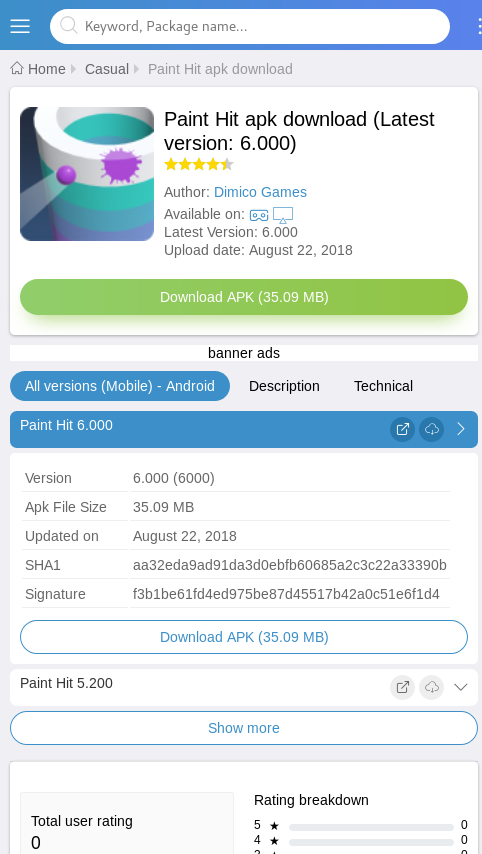 Keyword, Package name...
Home Casual Paint Hit apk download
Paint Hit apk download (Latest
version: 6.000)
Author: Dimico Games
Available on:
Latest Version: 6.000
Upload date: August 22, 2018
Download APK (35.09 MB)
banner ads
All versions (Mobile) - Android Description Technical
Paint Hit 6.000
Version 6.000 (6000)
Apk File Size 35.09 MB
Updated on August 22, 2018
SHA1 aa32eda9ad91da3d0ebfb60685a2c3c22a33390b
Signature f3b1be61fd4ed975be87d45517b42a0c51e6f1d4
Download APK (35.09 MB)
Paint Hit 5.200
Show more
Total user rating
0
Rating breakdown
5 ★ 0
4 ★ 0